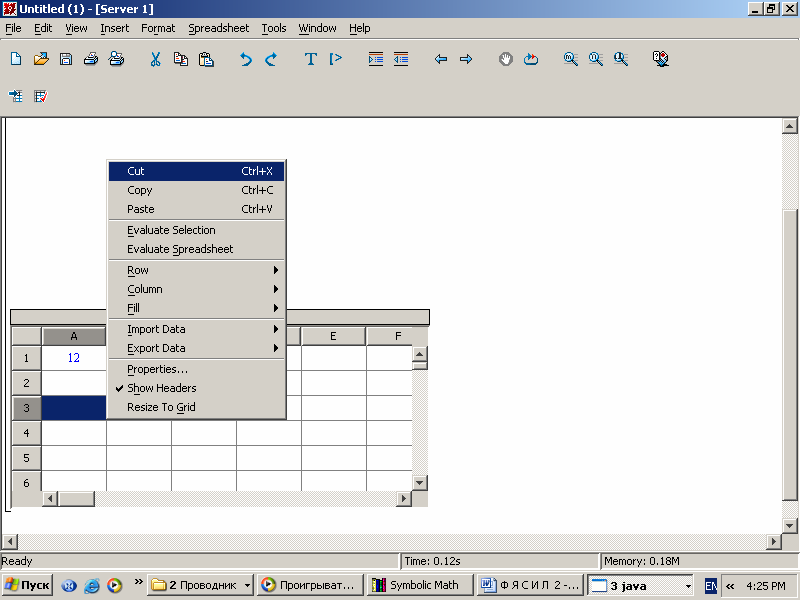 Untitled (1) - [Server 1]
File Edit View Insert Format Spreadsheet Tools Window Help
Cut Ctrl+X
Copy Ctrl+C
Paste Ctrl+V
Evaluate Selection
Evaluate Spreadsheet
Row
Column
Fill
Import Data
Export Data
Properties...
Show Headers
Resize To Grid
A E F
1 12
2
3
4
5
6
Ready Time: 0.12s Memory: 0.18M
Пуск » 2 Проводник Проигрыват... Symbolic Math Ф Я С И Л 2 -... 3 java EN « 4:25 PM